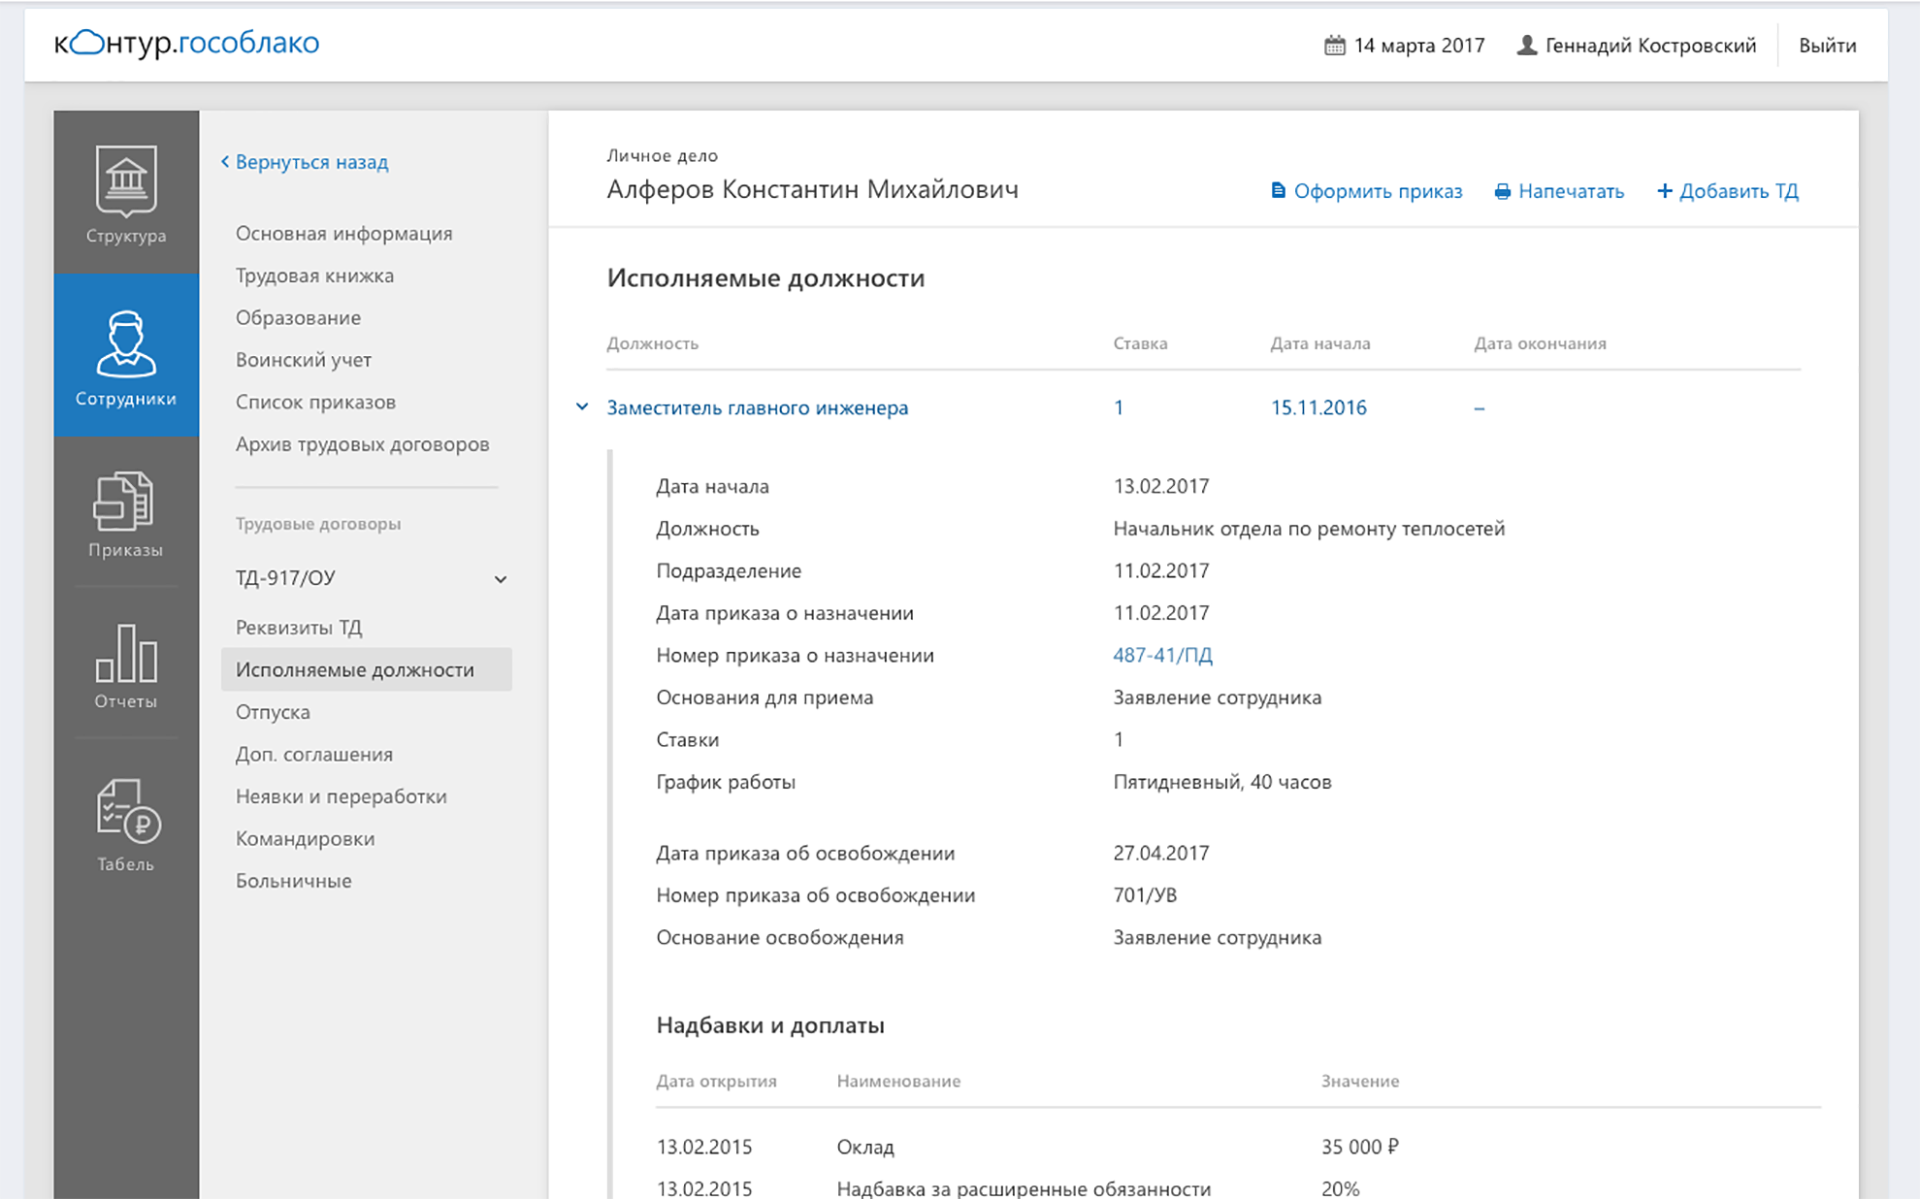 контур.гособлако
14 марта 2017
Геннадий Костровский
Выйти
Структура
Сотрудники
Приказы
Отчеты
Табель
Вернуться назад
Основная информация
Трудовая книжка
Образование
Воинский учет
Список приказов
Архив трудовых договоров
Трудовые договоры
ТД-917/ОУ
Реквизиты ТД
Исполняемые должности
Отпуска
Доп. соглашения
Неявки и переработки
Командировки
Больничные
Личное дело
Алферов Константин Михайлович
Оформить приказ
Напечатать
+ Добавить ТД
Исполняемые должности
Должность Ставка Дата начала Дата окончания
Заместитель главного инженера 1 15.11.2016 –
Дата начала 13.02.2017
Должность Начальник отдела по ремонту теплосетей
Подразделение 11.02.2017
Дата приказа о назначении 11.02.2017
Номер приказа о назначении 487-41/ПД
Основания для приема Заявление сотрудника
Ставки 1
График работы Пятидневный, 40 часов
Дата приказа об освобождении 27.04.2017
Номер приказа об освобождении 701/УВ
Основание освобождения Заявление сотрудника
Надбавки и доплаты
Дата открытия Наименование Значение
13.02.2015 Оклад 35 000 ₽
13.02.2015 Надбавка за расширенные обязанности 20%